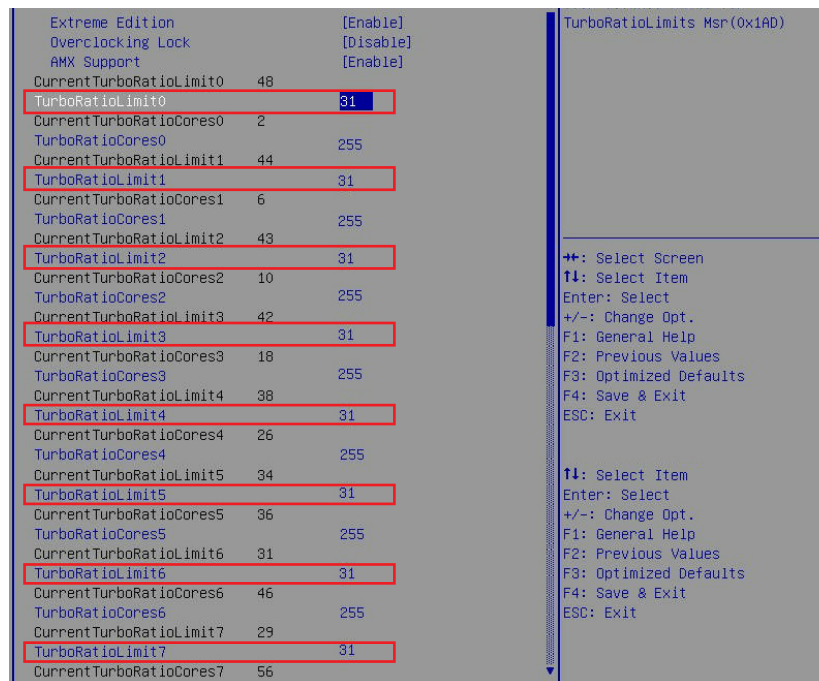 Extreme Edition [Enable]
Overclocking Lock [Disable]
AMX Support [Enable]
CurrentTurboRatioLimit0 48
TurboRatioLimit0 31
CurrentTurboRatioCores0 2
TurboRatioCores0 255
CurrentTurboRatioLimit1 44
TurboRatioLimit1 31
CurrentTurboRatioCores1 6
TurboRatioCores1 255
CurrentTurboRatioLimit2 43
TurboRatioLimit2 31
CurrentTurboRatioCores2 10
TurboRatioCores2 255
CurrentTurboRatioLimit3 42
TurboRatioLimit3 31
CurrentTurboRatioCores3 18
TurboRatioCores3 255
CurrentTurboRatioLimit4 38
TurboRatioLimit4 31
CurrentTurboRatioCores4 26
TurboRatioCores4 255
CurrentTurboRatioLimit5 34
TurboRatioLimit5 31
CurrentTurboRatioCores5 36
TurboRatioCores5 255
CurrentTurboRatioLimit6 31
TurboRatioLimit6 31
CurrentTurboRatioCores6 46
TurboRatioCores6 255
CurrentTurboRatioLimit7 29
TurboRatioLimit7 31
CurrentTurboRatioCores7 56
TurboRatioLimits Msr(0x1AD)
→←: Select Screen
↑↓: Select Item
Enter: Select
+/-: Change Opt.
F1: General Help
F2: Previous Values
F3: Optimized Defaults
F4: Save & Exit
ESC: Exit
↑↓: Select Item
Enter: Select
+/-: Change Opt.
F1: General Help
F2: Previous Values
F3: Optimized Defaults
F4: Save & Exit
ESC: Exit